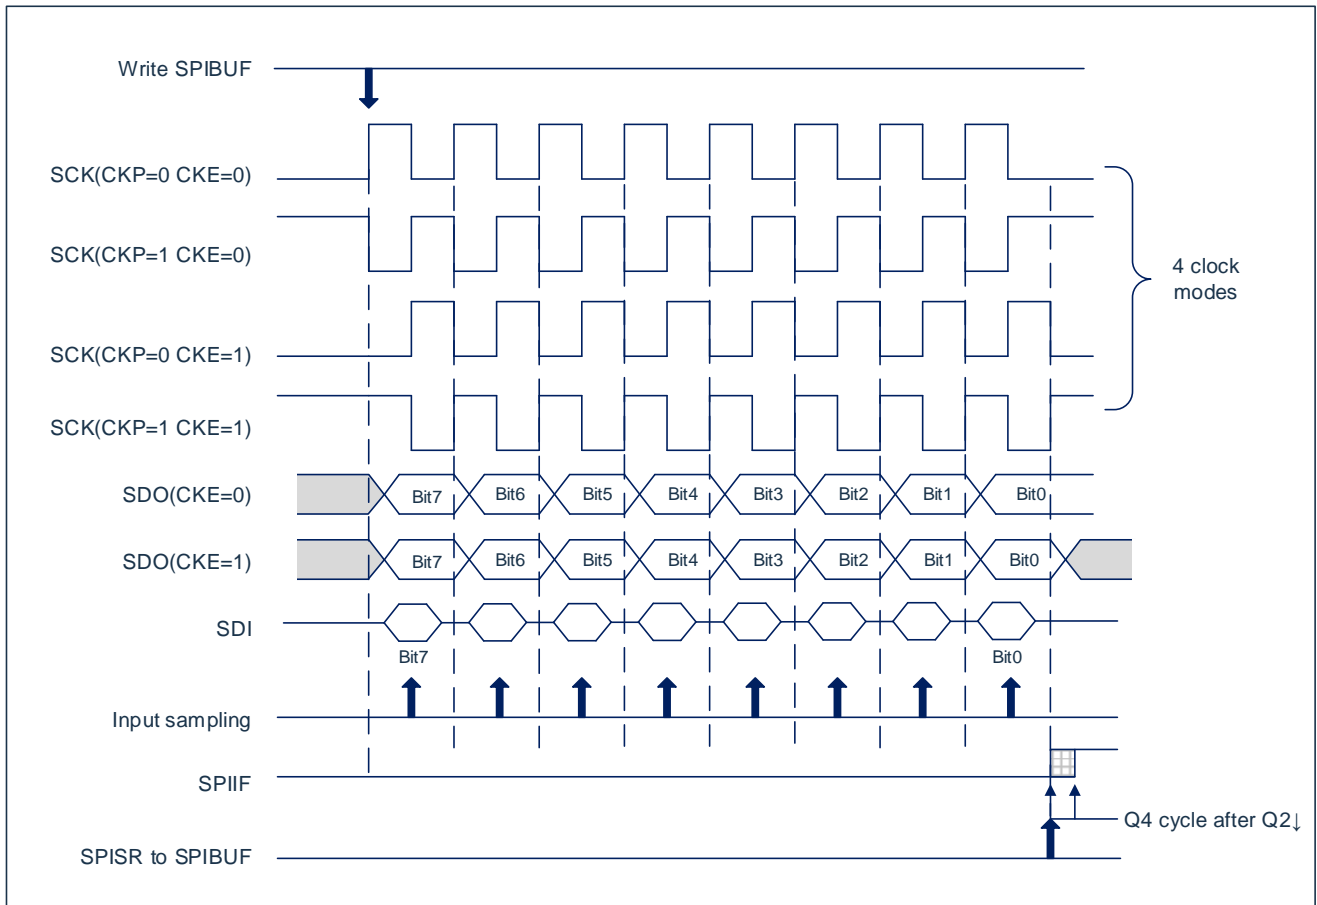 Write SPIBUF
SCK(CKP=0 CKE=0)
SCK(CKP=1 CKE=0)
4 clock
modes
SCK(CKP=0 CKE=1)
SCK(CKP=1 CKE=1)
SDO(CKE=0)
Bit7 Bit6 Bit5 Bit4 Bit3 Bit2 Bit1 Bit0
SDO(CKE=1)
Bit7 Bit6 Bit5 Bit4 Bit3 Bit2 Bit1 Bit0
SDI
Bit7 Bit0
Input sampling
SPIIF
Q4 cycle after Q2↓
SPISR to SPIBUF